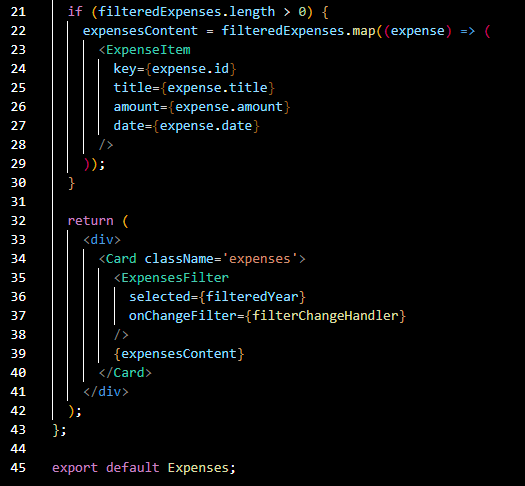 21 if (filteredExpenses.length > 0) {
22 expensesContent = filteredExpenses.map((expense) => (
23 <ExpenseItem
24 key={expense.id}
25 title={expense.title}
26 amount={expense.amount}
27 date={expense.date}
28 />
29 ));
30 }
31
32 return (
33 <div>
34 <Card className='expenses'>
35 <ExpensesFilter
36 selected={filteredYear}
37 onChangeFilter={filterChangeHandler}
38 />
39 {expensesContent}
40 </Card>
41 </div>
42 );
43 };
44
45 export default Expenses;